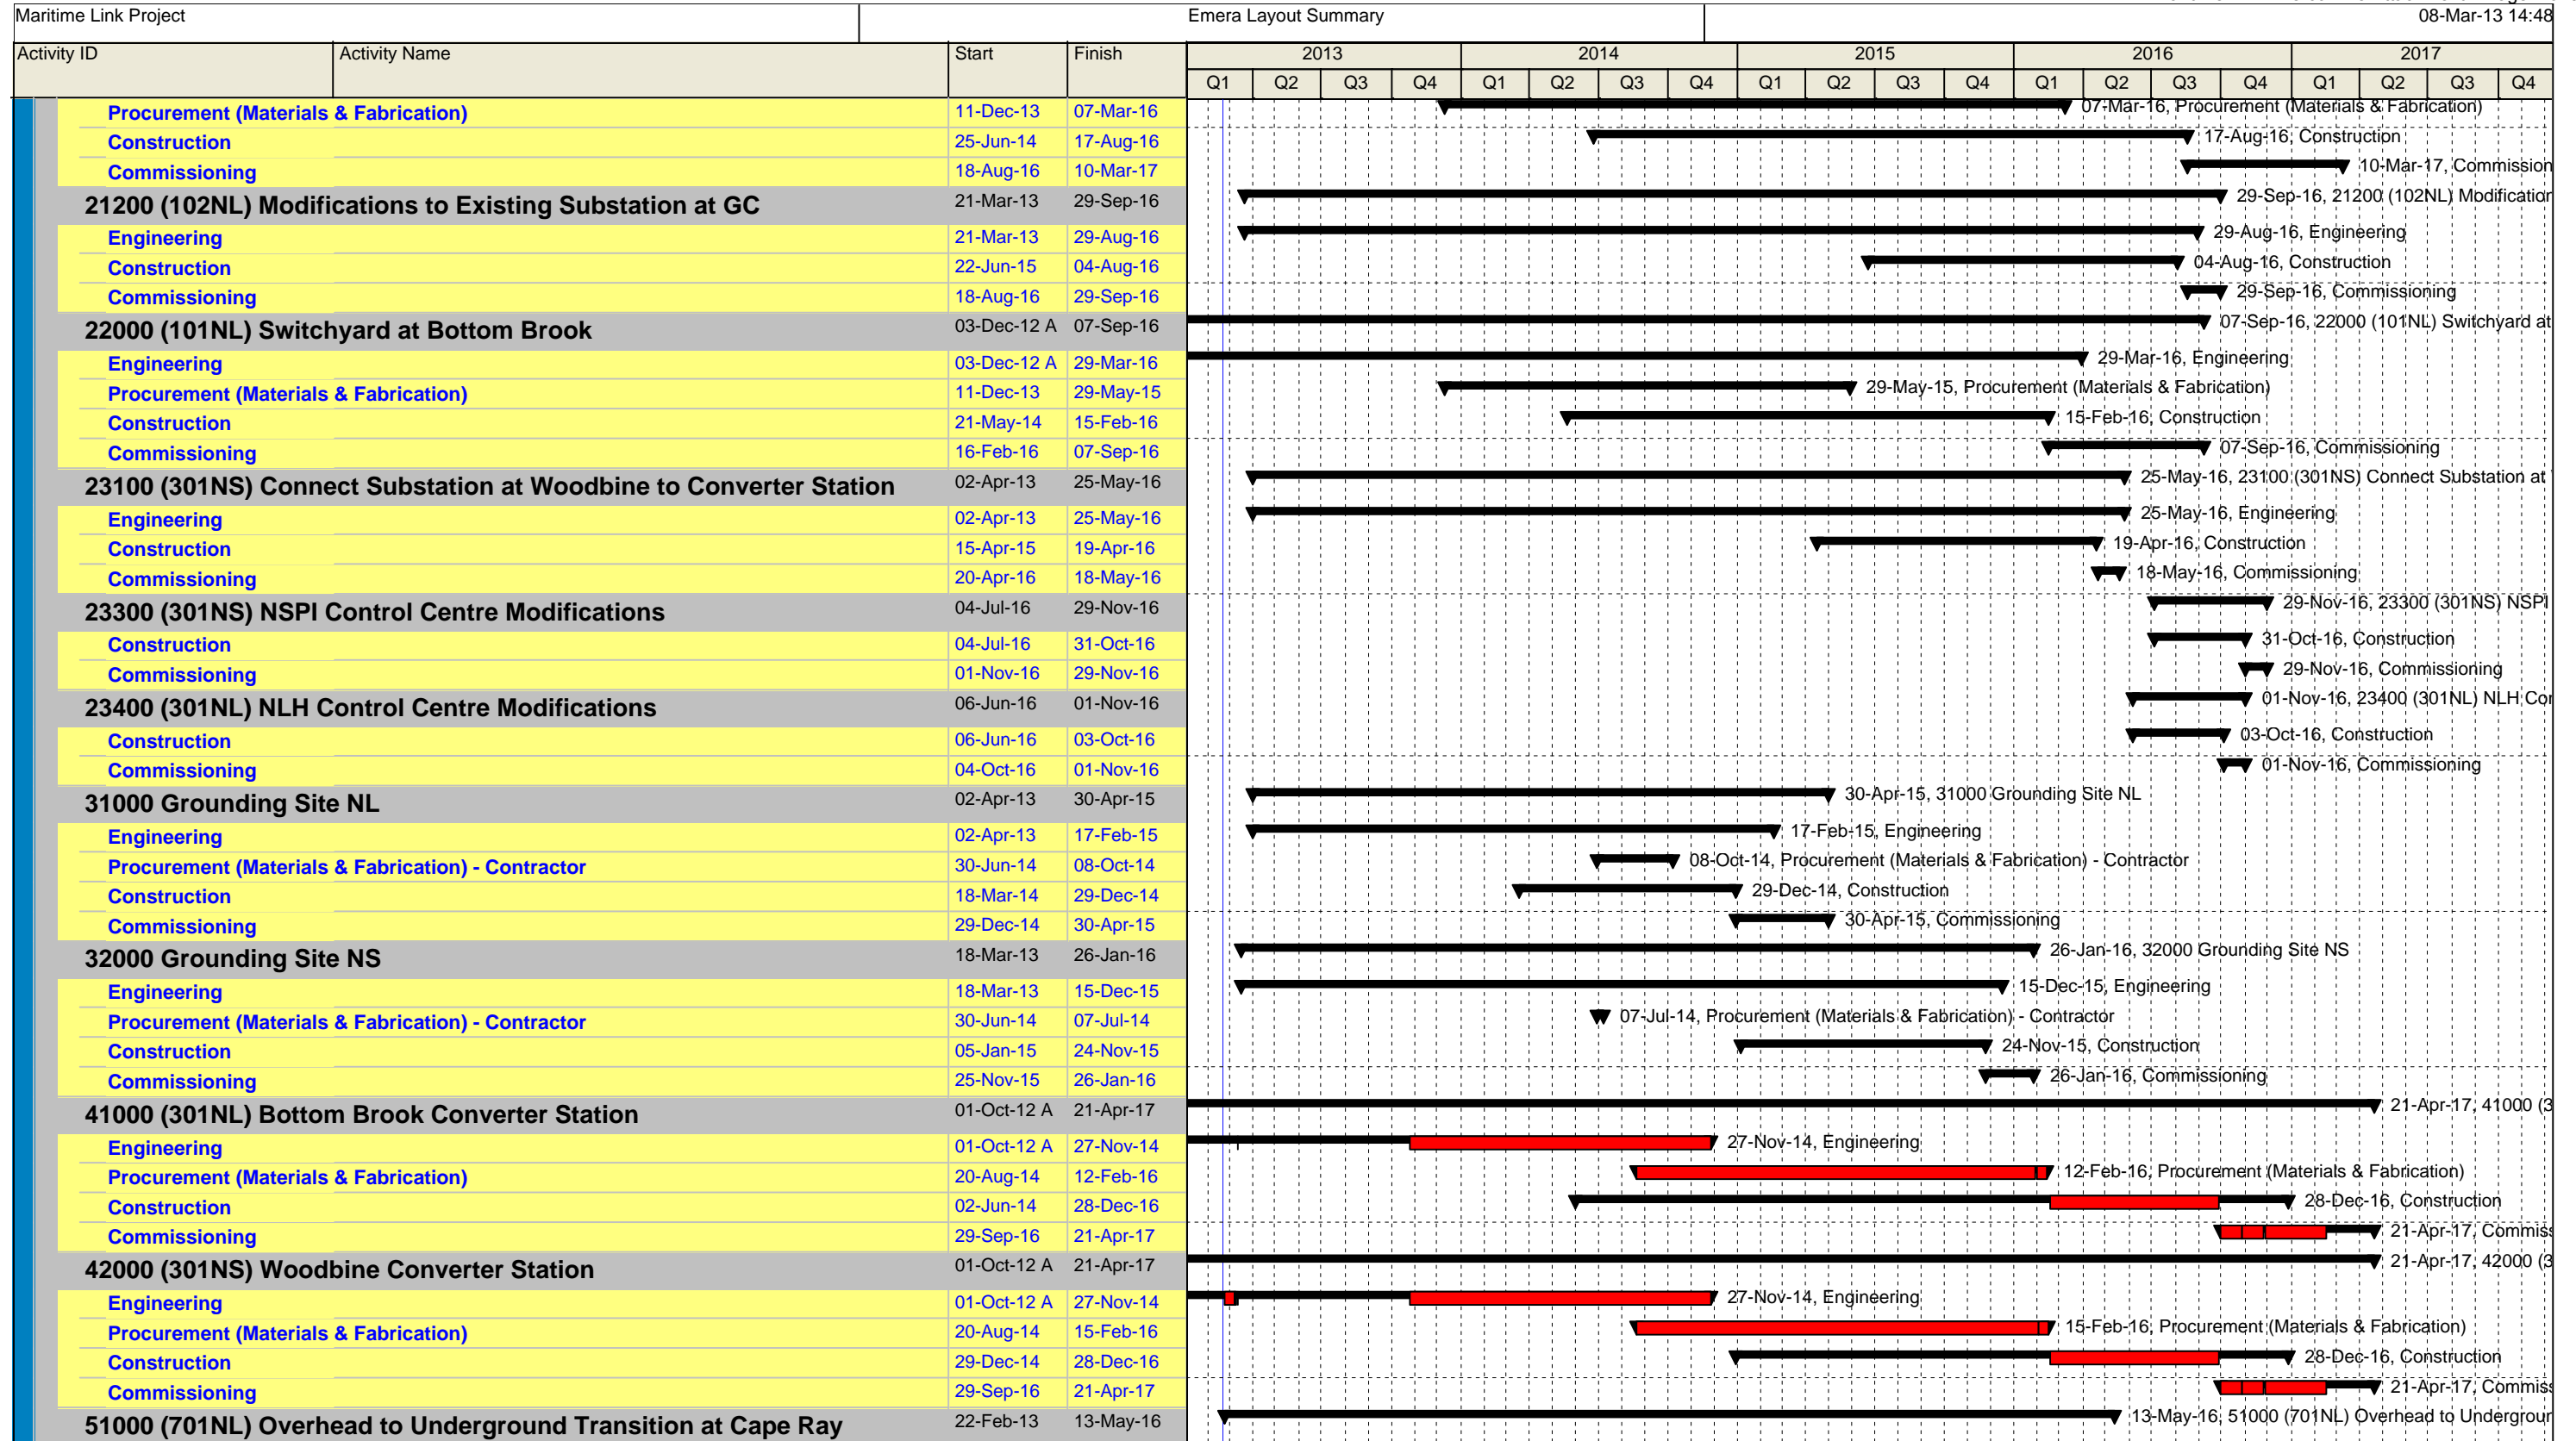 Maritime Link Project
Emera Layout Summary
08-Mar-13 14:48
Activity ID Activity Name Start Finish 2013 2014 2015 2016 2017
Q1 Q2 Q3 Q4 Q1 Q2 Q3 Q4 Q1 Q2 Q3 Q4 Q1 Q2 Q3 Q4 Q1 Q2 Q3 Q4
Procurement (Materials & Fabrication) 11-Dec-13 07-Mar-16 07-Mar-16, Procurement (Materials & Fabrication)
Construction 25-Jun-14 17-Aug-16 17-Aug-16, Construction
Commissioning 18-Aug-16 10-Mar-17 10-Mar-17, Commission
21200 (102NL) Modifications to Existing Substation at GC 21-Mar-13 29-Sep-16 29-Sep-16, 21200 (102NL) Modification
Engineering 21-Mar-13 29-Aug-16 29-Aug-16, Engineering
Construction 22-Jun-15 04-Aug-16 04-Aug-16, Construction
Commissioning 18-Aug-16 29-Sep-16 29-Sep-16, Commissioning
22000 (101NL) Switchyard at Bottom Brook 03-Dec-12 A 07-Sep-16 07-Sep-16, 22000 (101NL) Switchyard at
Engineering 03-Dec-12 A 29-Mar-16 29-Mar-16, Engineering
Procurement (Materials & Fabrication) 11-Dec-13 29-May-15 29-May-15, Procurement (Materials & Fabrication)
Construction 21-May-14 15-Feb-16 15-Feb-16, Construction
Commissioning 16-Feb-16 07-Sep-16 07-Sep-16, Commissioning
23100 (301NS) Connect Substation at Woodbine to Converter Station 02-Apr-13 25-May-16 25-May-16, 23100 (301NS) Connect Substation at
Engineering 02-Apr-13 25-May-16 25-May-16, Engineering
Construction 15-Apr-15 19-Apr-16 19-Apr-16, Construction
Commissioning 20-Apr-16 18-May-16 18-May-16, Commissioning
23300 (301NS) NSPI Control Centre Modifications 04-Jul-16 29-Nov-16 29-Nov-16, 23300 (301NS) NSPI
Construction 04-Jul-16 31-Oct-16 31-Oct-16, Construction
Commissioning 01-Nov-16 29-Nov-16 29-Nov-16, Commissioning
23400 (301NL) NLH Control Centre Modifications 06-Jun-16 01-Nov-16 01-Nov-16, 23400 (301NL) NLH Con
Construction 06-Jun-16 03-Oct-16 03-Oct-16, Construction
Commissioning 04-Oct-16 01-Nov-16 01-Nov-16, Commissioning
31000 Grounding Site NL 02-Apr-13 30-Apr-15 30-Apr-15, 31000 Grounding Site NL
Engineering 02-Apr-13 17-Feb-15 17-Feb-15, Engineering
Procurement (Materials & Fabrication) - Contractor 30-Jun-14 08-Oct-14 08-Oct-14, Procurement (Materials & Fabrication) - Contractor
Construction 18-Mar-14 29-Dec-14 29-Dec-14, Construction
Commissioning 29-Dec-14 30-Apr-15 30-Apr-15, Commissioning
32000 Grounding Site NS 18-Mar-13 26-Jan-16 26-Jan-16, 32000 Grounding Site NS
Engineering 18-Mar-13 15-Dec-15 15-Dec-15, Engineering
Procurement (Materials & Fabrication) - Contractor 30-Jun-14 07-Jul-14 07-Jul-14, Procurement (Materials & Fabrication) - Contractor
Construction 05-Jan-15 24-Nov-15 24-Nov-15, Construction
Commissioning 25-Nov-15 26-Jan-16 26-Jan-16, Commissioning
41000 (301NL) Bottom Brook Converter Station 01-Oct-12 A 21-Apr-17 21-Apr-17, 41000 (3
Engineering 01-Oct-12 A 27-Nov-14 27-Nov-14, Engineering
Procurement (Materials & Fabrication) 20-Aug-14 12-Feb-16 12-Feb-16, Procurement (Materials & Fabrication)
Construction 02-Jun-14 28-Dec-16 28-Dec-16, Construction
Commissioning 29-Sep-16 21-Apr-17 21-Apr-17, Commiss
42000 (301NS) Woodbine Converter Station 01-Oct-12 A 21-Apr-17 21-Apr-17, 42000 (3
Engineering 01-Oct-12 A 27-Nov-14 27-Nov-14, Engineering
Procurement (Materials & Fabrication) 20-Aug-14 15-Feb-16 15-Feb-16, Procurement (Materials & Fabrication)
Construction 29-Dec-14 28-Dec-16 28-Dec-16, Construction
Commissioning 29-Sep-16 21-Apr-17 21-Apr-17, Commiss
51000 (701NL) Overhead to Underground Transition at Cape Ray 22-Feb-13 13-May-16 13-May-16, 51000 (701NL) Overhead to Undergrour